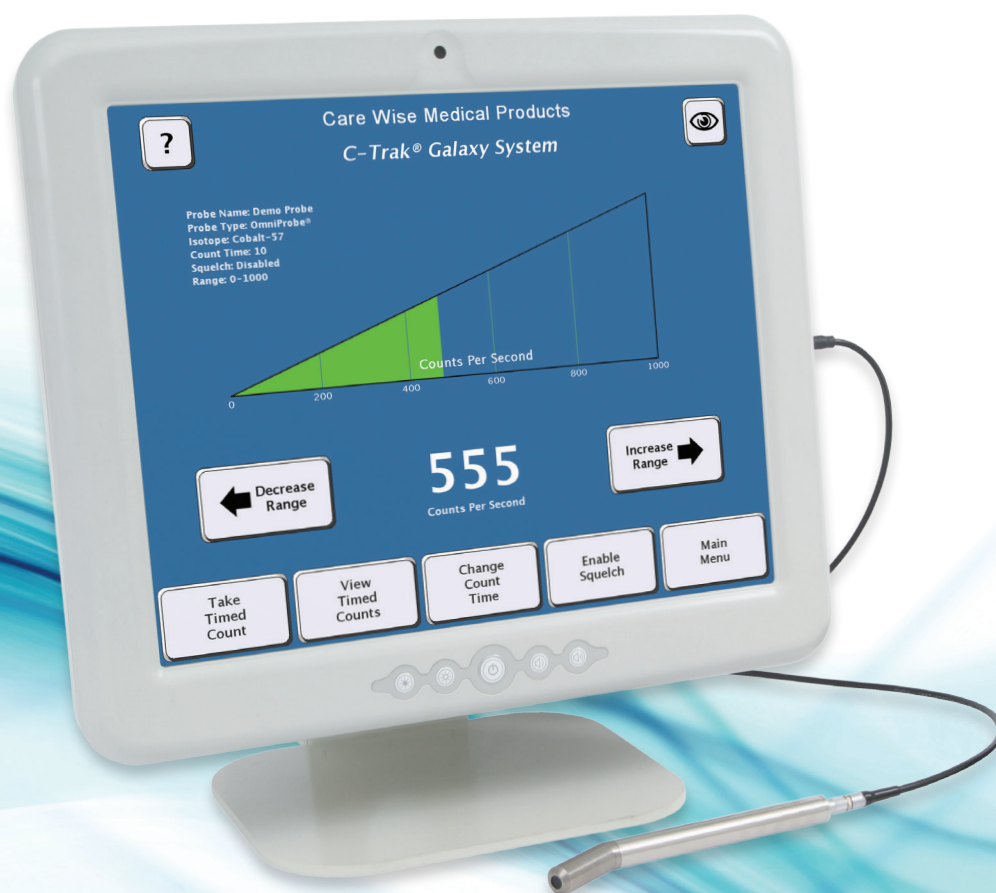 ?
Care Wise Medical Products
C-Trak® Galaxy System
Probe Name: Demo Probe
Probe Type: OmniProbe®
Isotope: Cobalt-57
Count Time: 10
Squelch: Disabled
Range: 0-1000
Counts Per Second
0
200
400
600
800
1000
Decrease
Range
555
Counts Per Second
Increase
Range
Take
Timed
Count
View
Timed
Counts
Change
Count
Time
Enable
Squelch
Main
Menu